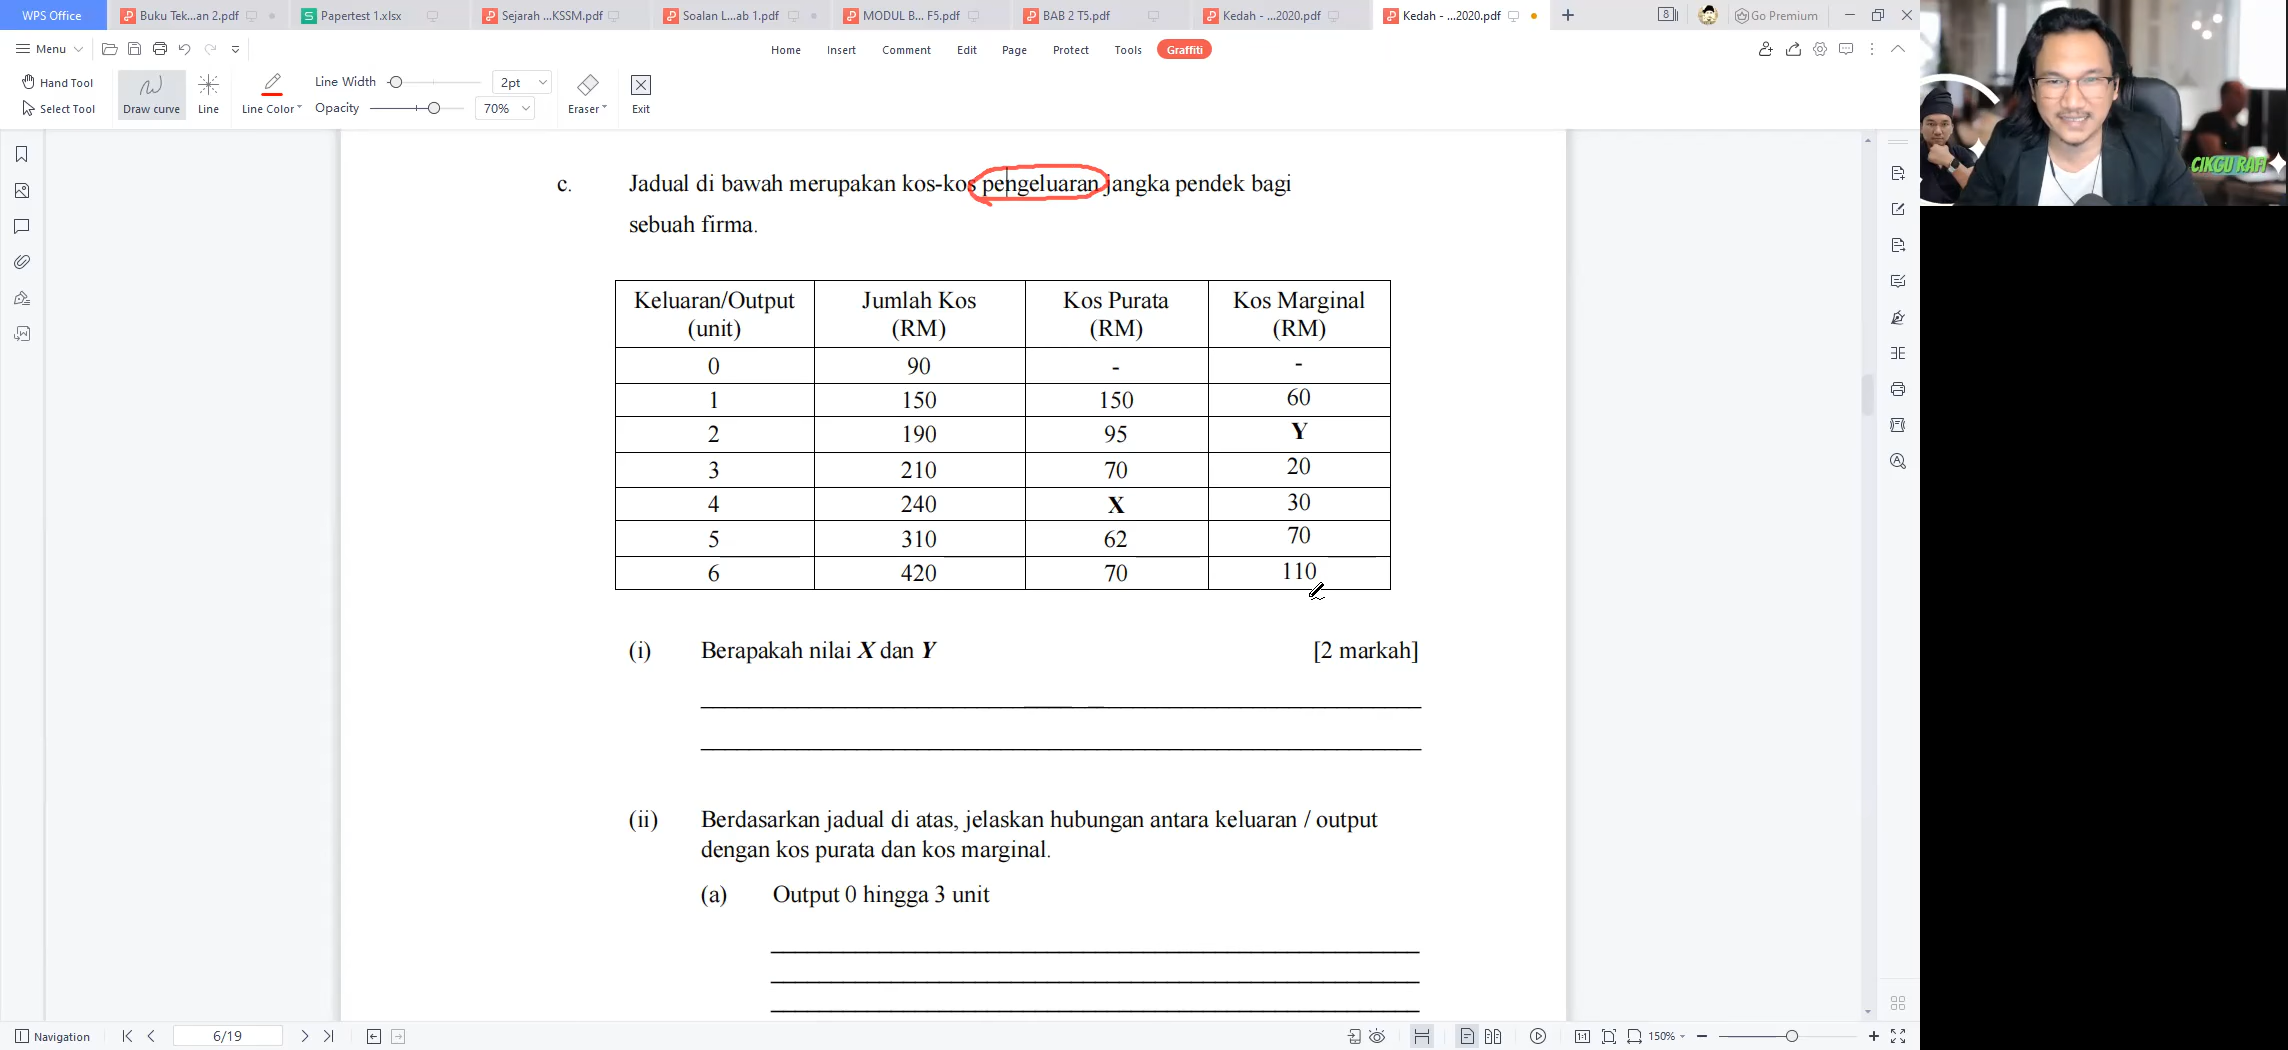 WPS Office
Buku Tek...an 2.pdf
Papertest 1.xlsx
Sejarah ...KSSM.pdf
Soalan L...ab 1.pdf
MODUL B... F5.pdf
BAB 2 T5.pdf
Kedah - ...2020.pdf
Kedah - ...2020.pdf
Go Premium
Menu
Home Insert Comment Edit Page Protect Tools Graffiti
Hand Tool
Select Tool
Draw curve
Line
Line Color
Line Width 2pt
Opacity 70%
Eraser
Exit
CIKGU RAFI
c. Jadual di bawah merupakan kos-kos pengeluaran jangka pendek bagi
sebuah firma.
Keluaran/Output Jumlah Kos Kos Purata Kos Marginal
(unit) (RM) (RM) (RM)
0 90 - -
1 150 150 60
2 190 95 Y
3 210 70 20
4 240 X 30
5 310 62 70
6 420 70 110
(i) Berapakah nilai X dan Y [2 markah]
(ii) Berdasarkan jadual di atas, jelaskan hubungan antara keluaran / output
dengan kos purata dan kos marginal.
(a) Output 0 hingga 3 unit
Navigation
6/19
150%